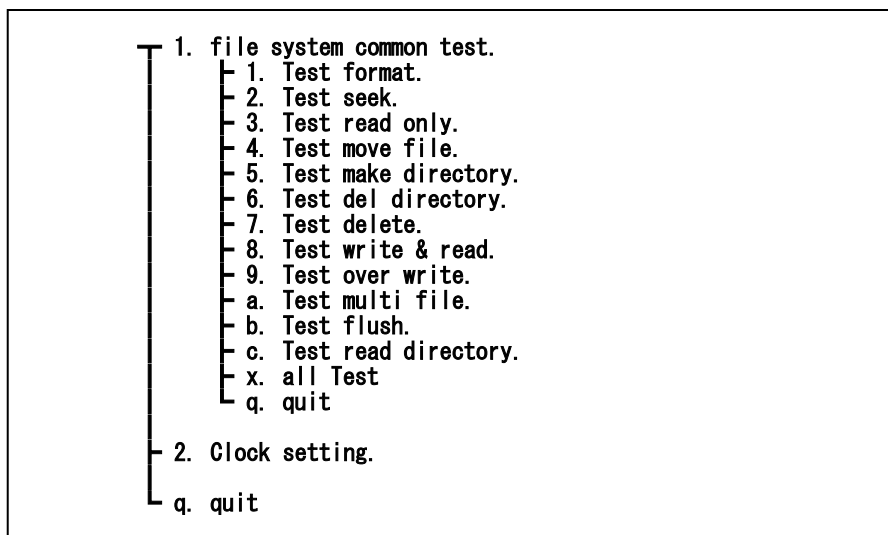 1. file system common test.
1. Test format.
2. Test seek.
3. Test read only.
4. Test move file.
5. Test make directory.
6. Test del directory.
7. Test delete.
8. Test write & read.
9. Test over write.
a. Test multi file.
b. Test flush.
c. Test read directory.
x. all Test
q. quit
2. Clock setting.
q. quit